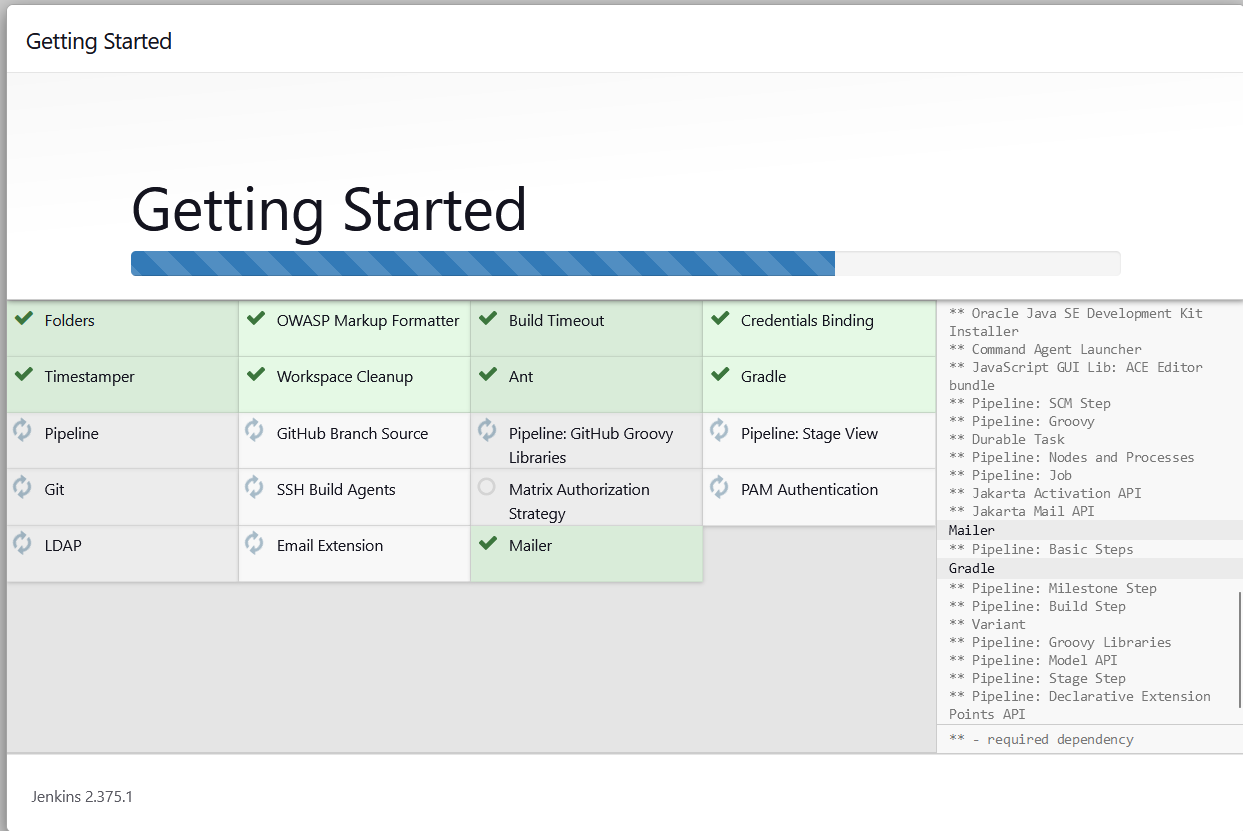 Getting Started
Getting Started
Folders
OWASP Markup Formatter
Build Timeout
Credentials Binding
Timestamper
Workspace Cleanup
Ant
Gradle
Pipeline
GitHub Branch Source
Pipeline: GitHub Groovy
Libraries
Pipeline: Stage View
Git
SSH Build Agents
Matrix Authorization
Strategy
PAM Authentication
LDAP
Email Extension
Mailer
** Oracle Java SE Development Kit
Installer
** Command Agent Launcher
** JavaScript GUI Lib: ACE Editor
bundle
** Pipeline: SCM Step
** Pipeline: Groovy
** Durable Task
** Pipeline: Nodes and Processes
** Pipeline: Job
** Jakarta Activation API
** Jakarta Mail API
Mailer
** Pipeline: Basic Steps
Gradle
** Pipeline: Milestone Step
** Pipeline: Build Step
** Variant
** Pipeline: Groovy Libraries
** Pipeline: Model API
** Pipeline: Stage Step
** Pipeline: Declarative Extension
Points API
** - required dependency
Jenkins 2.375.1